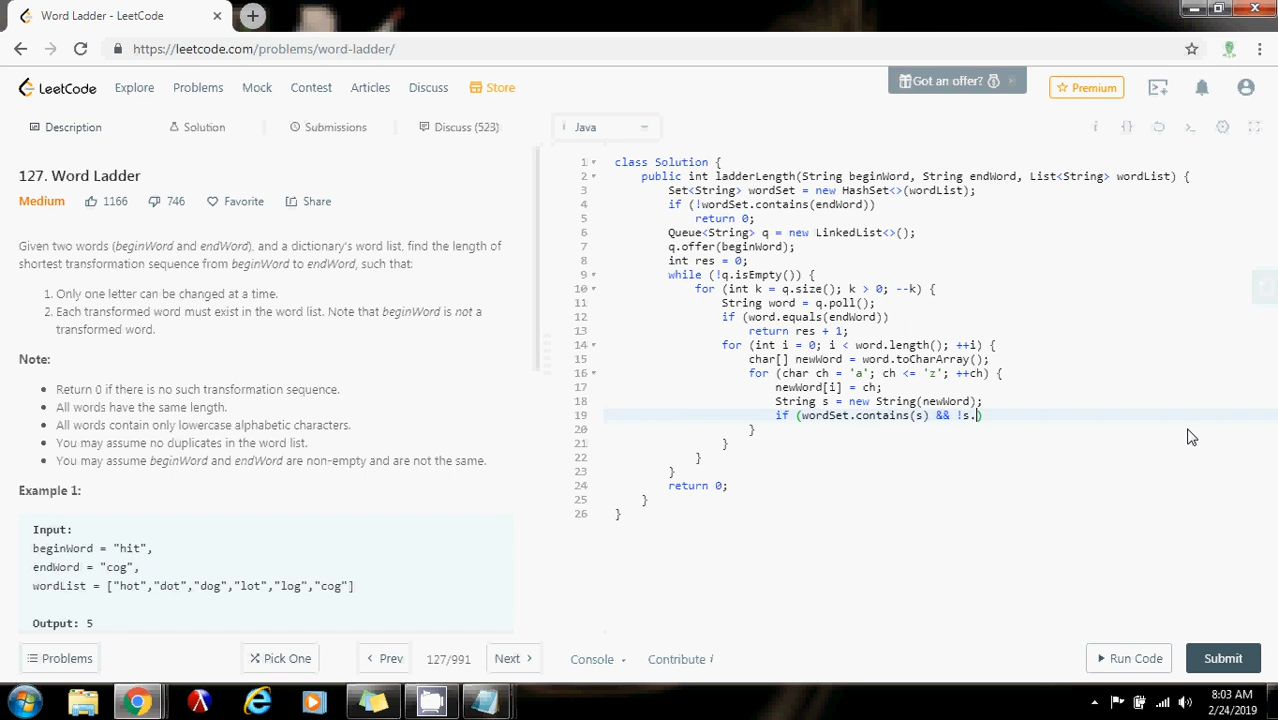 Word Ladder - LeetCode
https://leetcode.com/problems/word-ladder/
LeetCode Explore Problems Mock Contest Articles Discuss Store Got an offer? Premium
Description Solution Submissions Discuss (523) Java
127. Word Ladder
Medium 1166 746 Favorite Share
Given two words (beginWord and endWord), and a dictionary's word list, find the length of
shortest transformation sequence from beginWord to endWord, such that:
1. Only one letter can be changed at a time.
2. Each transformed word must exist in the word list. Note that beginWord is not a
transformed word.
Note:
Return 0 if there is no such transformation sequence.
All words have the same length.
All words contain only lowercase alphabetic characters.
You may assume no duplicates in the word list.
You may assume beginWord and endWord are non-empty and are not the same.
Example 1:
Input:
beginWord = "hit",
endWord = "cog",
wordList = ["hot","dot","dog","lot","log","cog"]
Output: 5
1 class Solution {
2 public int ladderLength(String beginWord, String endWord, List<String> wordList) {
3 Set<String> wordSet = new HashSet<>(wordList);
4 if (!wordSet.contains(endWord))
5 return 0;
6 Queue<String> q = new LinkedList<>();
7 q.offer(beginWord);
8 int res = 0;
9 while (!q.isEmpty()) {
10 for (int k = q.size(); k > 0; --k) {
11 String word = q.poll();
12 if (word.equals(endWord))
13 return res + 1;
14 for (int i = 0; i < word.length(); ++i) {
15 char[] newWord = word.toCharArray();
16 for (char ch = 'a'; ch <= 'z'; ++ch) {
17 newWord[i] = ch;
18 String s = new String(newWord);
19 if (wordSet.contains(s) && !s.)
20 }
21 }
22 }
23 }
24 return 0;
25 }
26 }
Problems Pick One Prev 127/991 Next Console Contribute i Run Code Submit
8:03 AM
2/24/2019